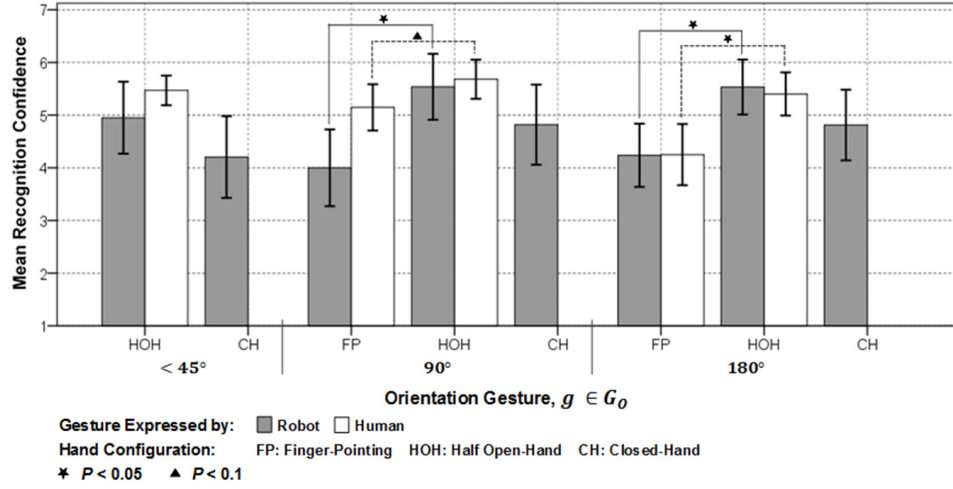 Mean Recognition Confidence
7
6
5
4
3
2
1
HOH CH FP HOH CH FP HOH CH
< 45° 90° 180°
Orientation Gesture, g ∈ G_O
Gesture Expressed by: Robot Human
Hand Configuration: FP: Finger-Pointing HOH: Half Open-Hand CH: Closed-Hand
★ P < 0.05 ▲ P < 0.1